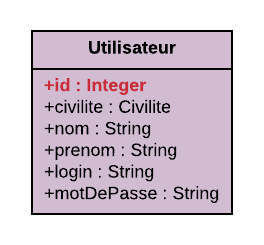 Utilisateur
+id : Integer
+civilite : Civilite
+nom : String
+prenom : String
+login : String
+motDePasse : String